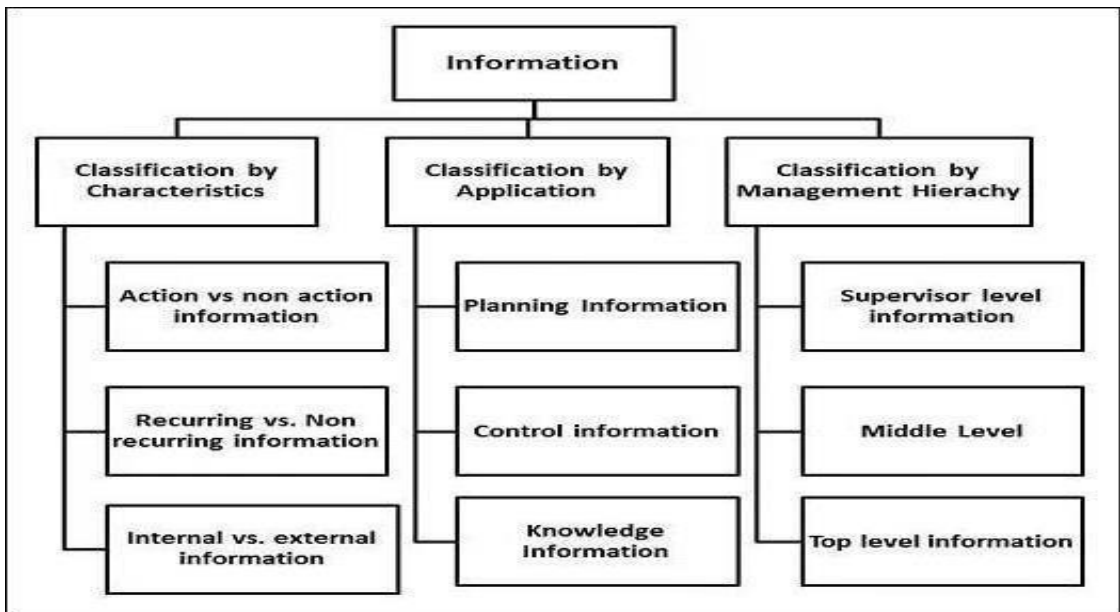 Information
Classification by
Characteristics
Action vs non action
information
Recurring vs. Non
recurring information
Internal vs. external
information
Classification by
Application
Planning Information
Control information
Knowledge
Information
Classification by
Management Hierachy
Supervisor level
information
Middle Level
Top level information